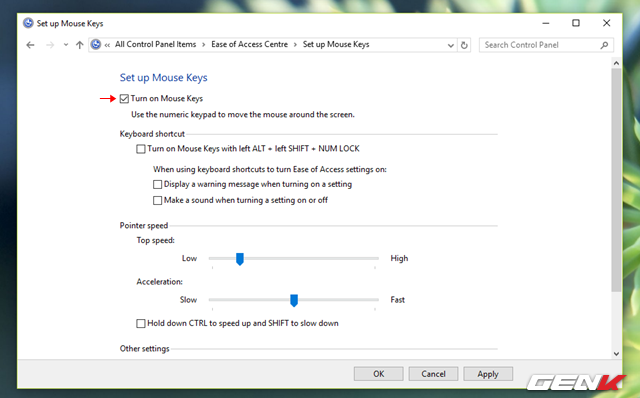 Set up Mouse Keys
« All Control Panel Items > Ease of Access Centre > Set up Mouse Keys
Search Control Panel
Set up Mouse Keys
Turn on Mouse Keys
Use the numeric keypad to move the mouse around the screen.
Keyboard shortcut
Turn on Mouse Keys with left ALT + left SHIFT + NUM LOCK
When using keyboard shortcuts to turn Ease of Access settings on:
Display a warning message when turning on a setting
Make a sound when turning a setting on or off
Pointer speed
Top speed:
Low High
Acceleration:
Slow Fast
Hold down CTRL to speed up and SHIFT to slow down
Other settings
OK Cancel Apply
GENK